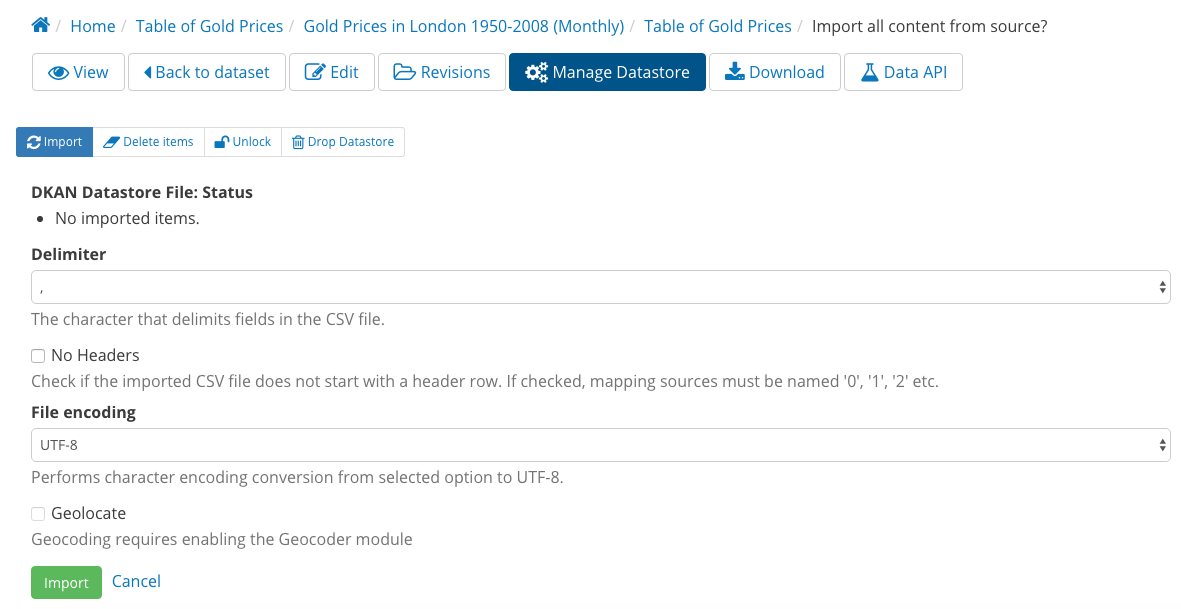 / Home / Table of Gold Prices / Gold Prices in London 1950-2008 (Monthly) / Table of Gold Prices / Import all content from source?
View Back to dataset Edit Revisions Manage Datastore Download Data API
Import Delete items Unlock Drop Datastore
DKAN Datastore File: Status
• No imported items.
Delimiter
,
The character that delimits fields in the CSV file.
No Headers
Check if the imported CSV file does not start with a header row. If checked, mapping sources must be named '0', '1', '2' etc.
File encoding
UTF-8
Performs character encoding conversion from selected option to UTF-8.
Geolocate
Geocoding requires enabling the Geocoder module
Import Cancel